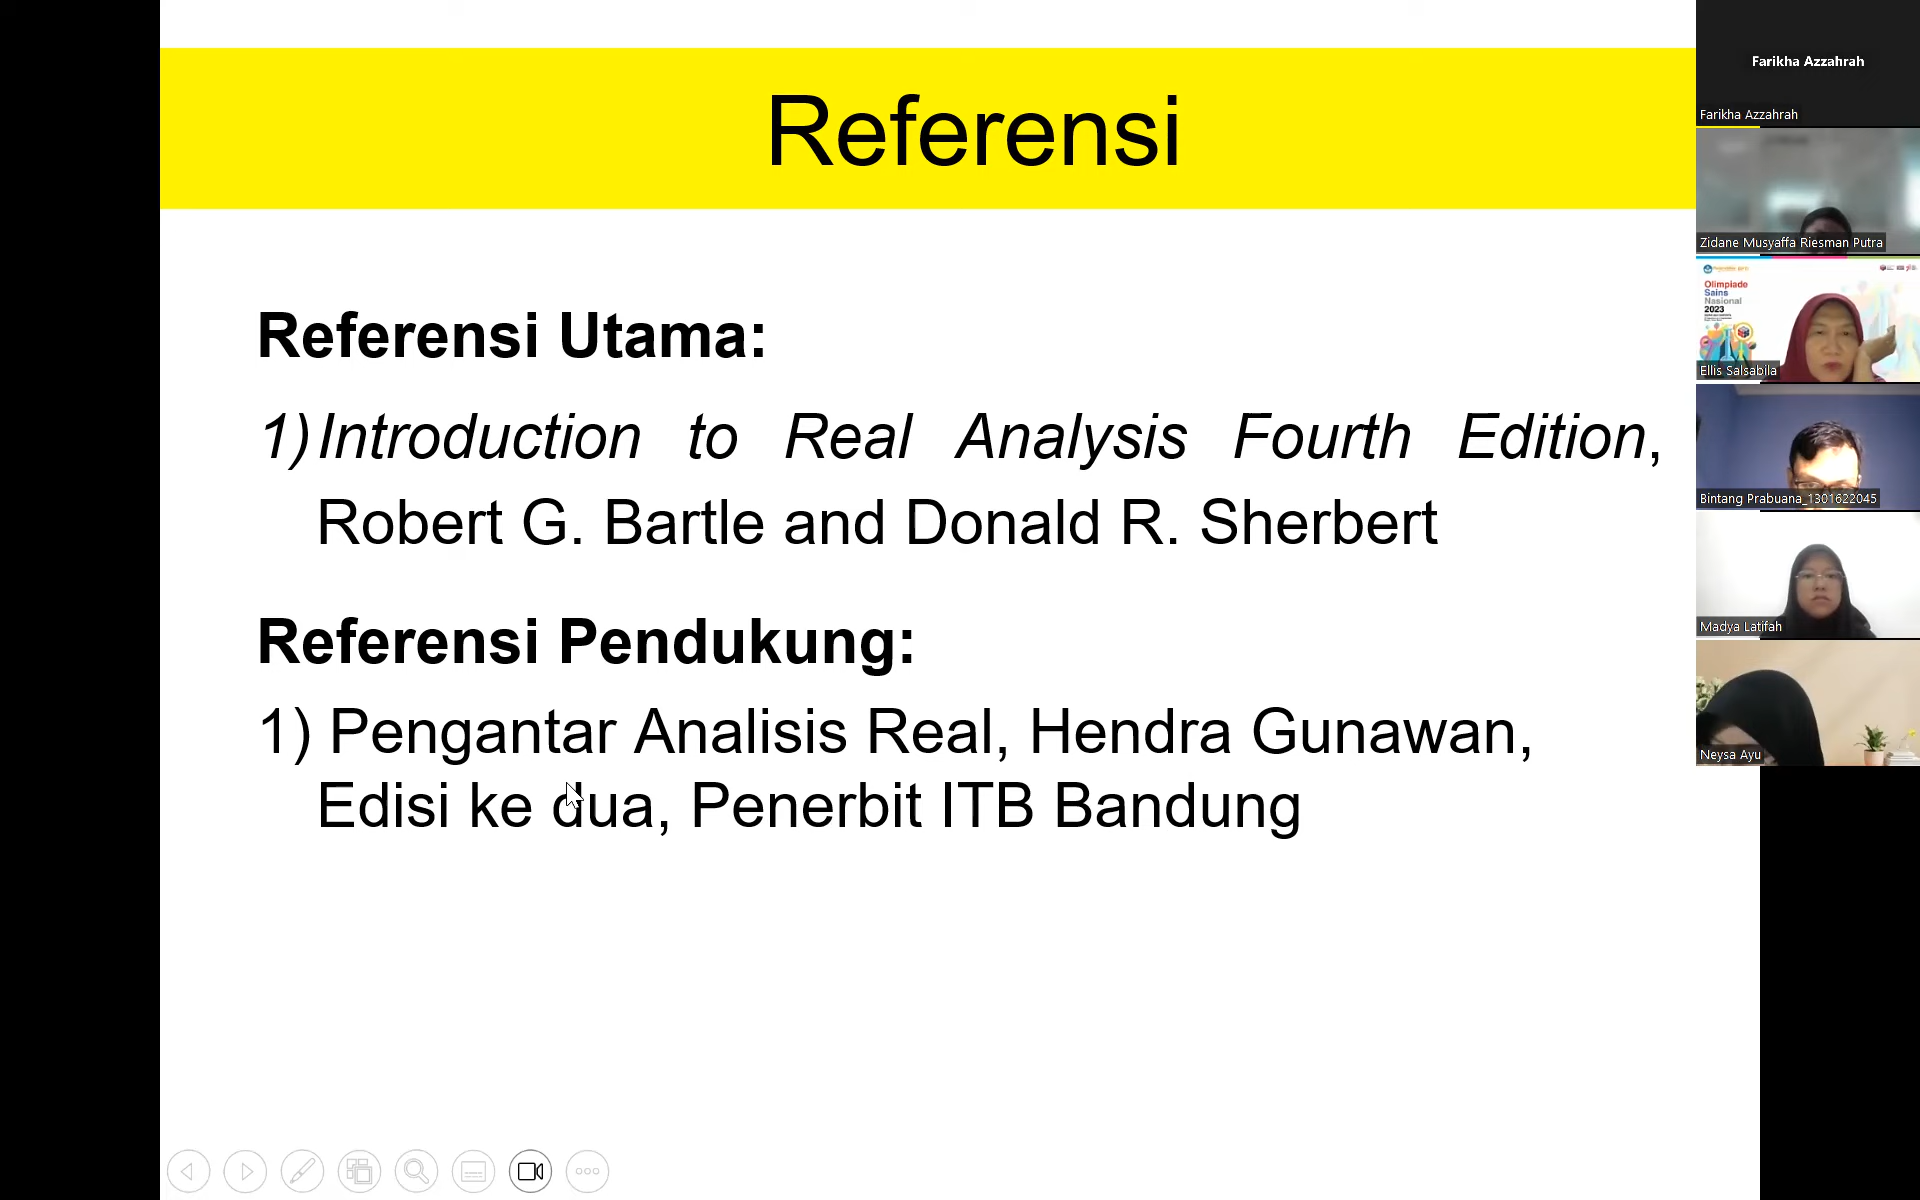 Referensi
Referensi Utama:
1) Introduction to Real Analysis Fourth Edition,
Robert G. Bartle and Donald R. Sherbert
Referensi Pendukung:
1) Pengantar Analisis Real, Hendra Gunawan,
Edisi ke dua, Penerbit ITB Bandung
Farikha Azzahrah
Farikha Azzahrah
Zidane Musyaffa Riesman Putra
Olimpiade
Sains
Nasional
2023
Ellis Salsabila
Bintang Prabuana_1301622045
Madya Latifah
Neysa Ayu